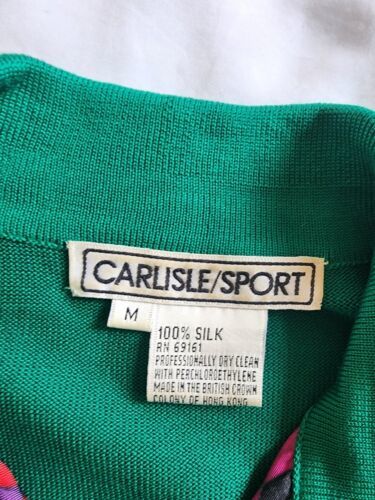 CARLISLE/SPORT
M
100% SILK
RN 69161
PROFESSIONALLY DRY CLEAN
WITH PERCHLOROETHYLENE
MADE IN THE BRITISH CROWN
COLONY OF HONG KONG